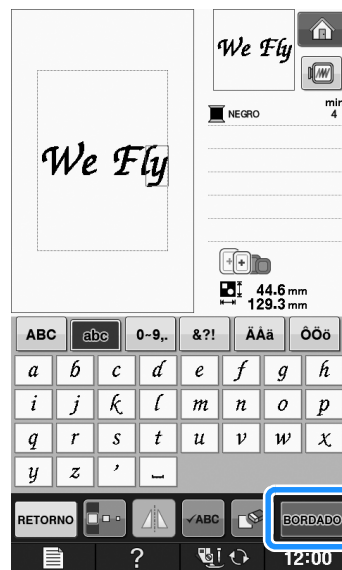 We Fly
We Fly
NEGRO
min
4
44.6 mm
129.3 mm
ABC abc 0~9,. &?! ÄÅä ÔÖö
a b c d e f g h
i j k l m n o p
q r s t u v w x
y z ’ ⎵
RETORNO ✓ABC BORDADO
? 12:00